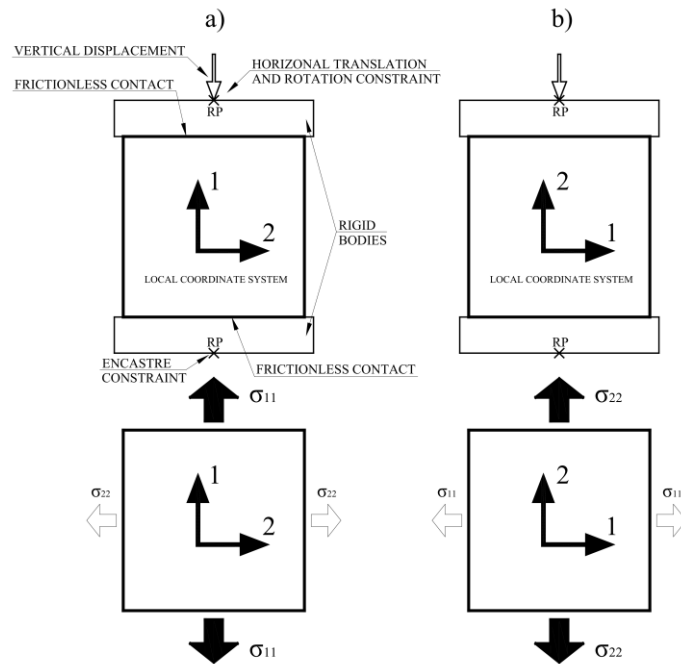 a)
b)
VERTICAL DISPLACEMENT
HORIZONAL TRANSLATION
AND ROTATION CONSTRAINT
FRICTIONLESS CONTACT
RP
RP
1
2
2
1
RIGID
BODIES
LOCAL COORDINATE SYSTEM
LOCAL COORDINATE SYSTEM
RP
RP
ENCASTRE
CONSTRAINT
FRICTIONLESS CONTACT
σ11
σ22
1
2
2
1
σ22
σ22
σ11
σ11
σ11
σ22